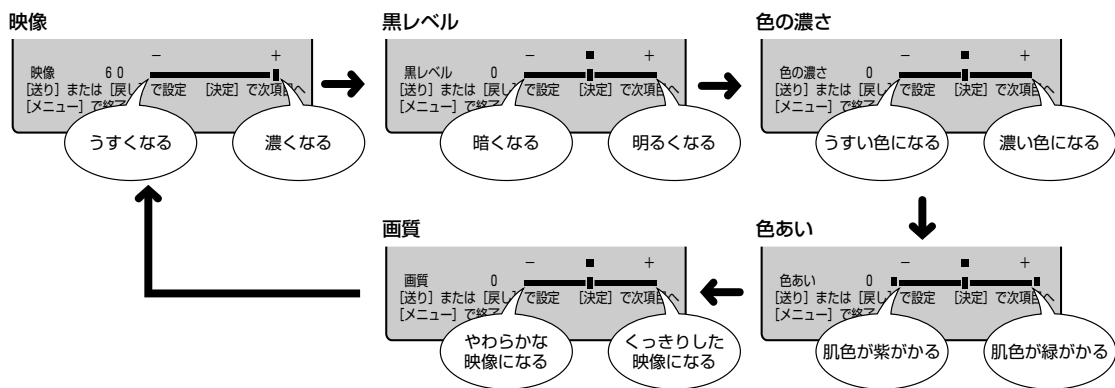 映像
− +
映像 60
[送り] または [戻し] で設定 [決定] で次項目へ
[メニュー] で終了
うすくなる
濃くなる
黒レベル
− ■ +
黒レベル 0
[送り] または [戻し] で設定 [決定] で次項目へ
[メニュー] で終了
暗くなる
明るくなる
色の濃さ
− ■ +
色の濃さ 0
[送り] または [戻し] で設定 [決定] で次項目へ
[メニュー] で終了
うすい色になる
濃い色になる
色あい
− ■ +
色あい 0
[送り] または [戻し] で設定 [決定] で次項目へ
[メニュー] で終了
肌色が紫がかる
肌色が緑がかる
画質
− ■ +
画質 0
[送り] または [戻し] で設定 [決定] で次項目へ
[メニュー] で終了
やわらかな
映像になる
くっきりした
映像になる